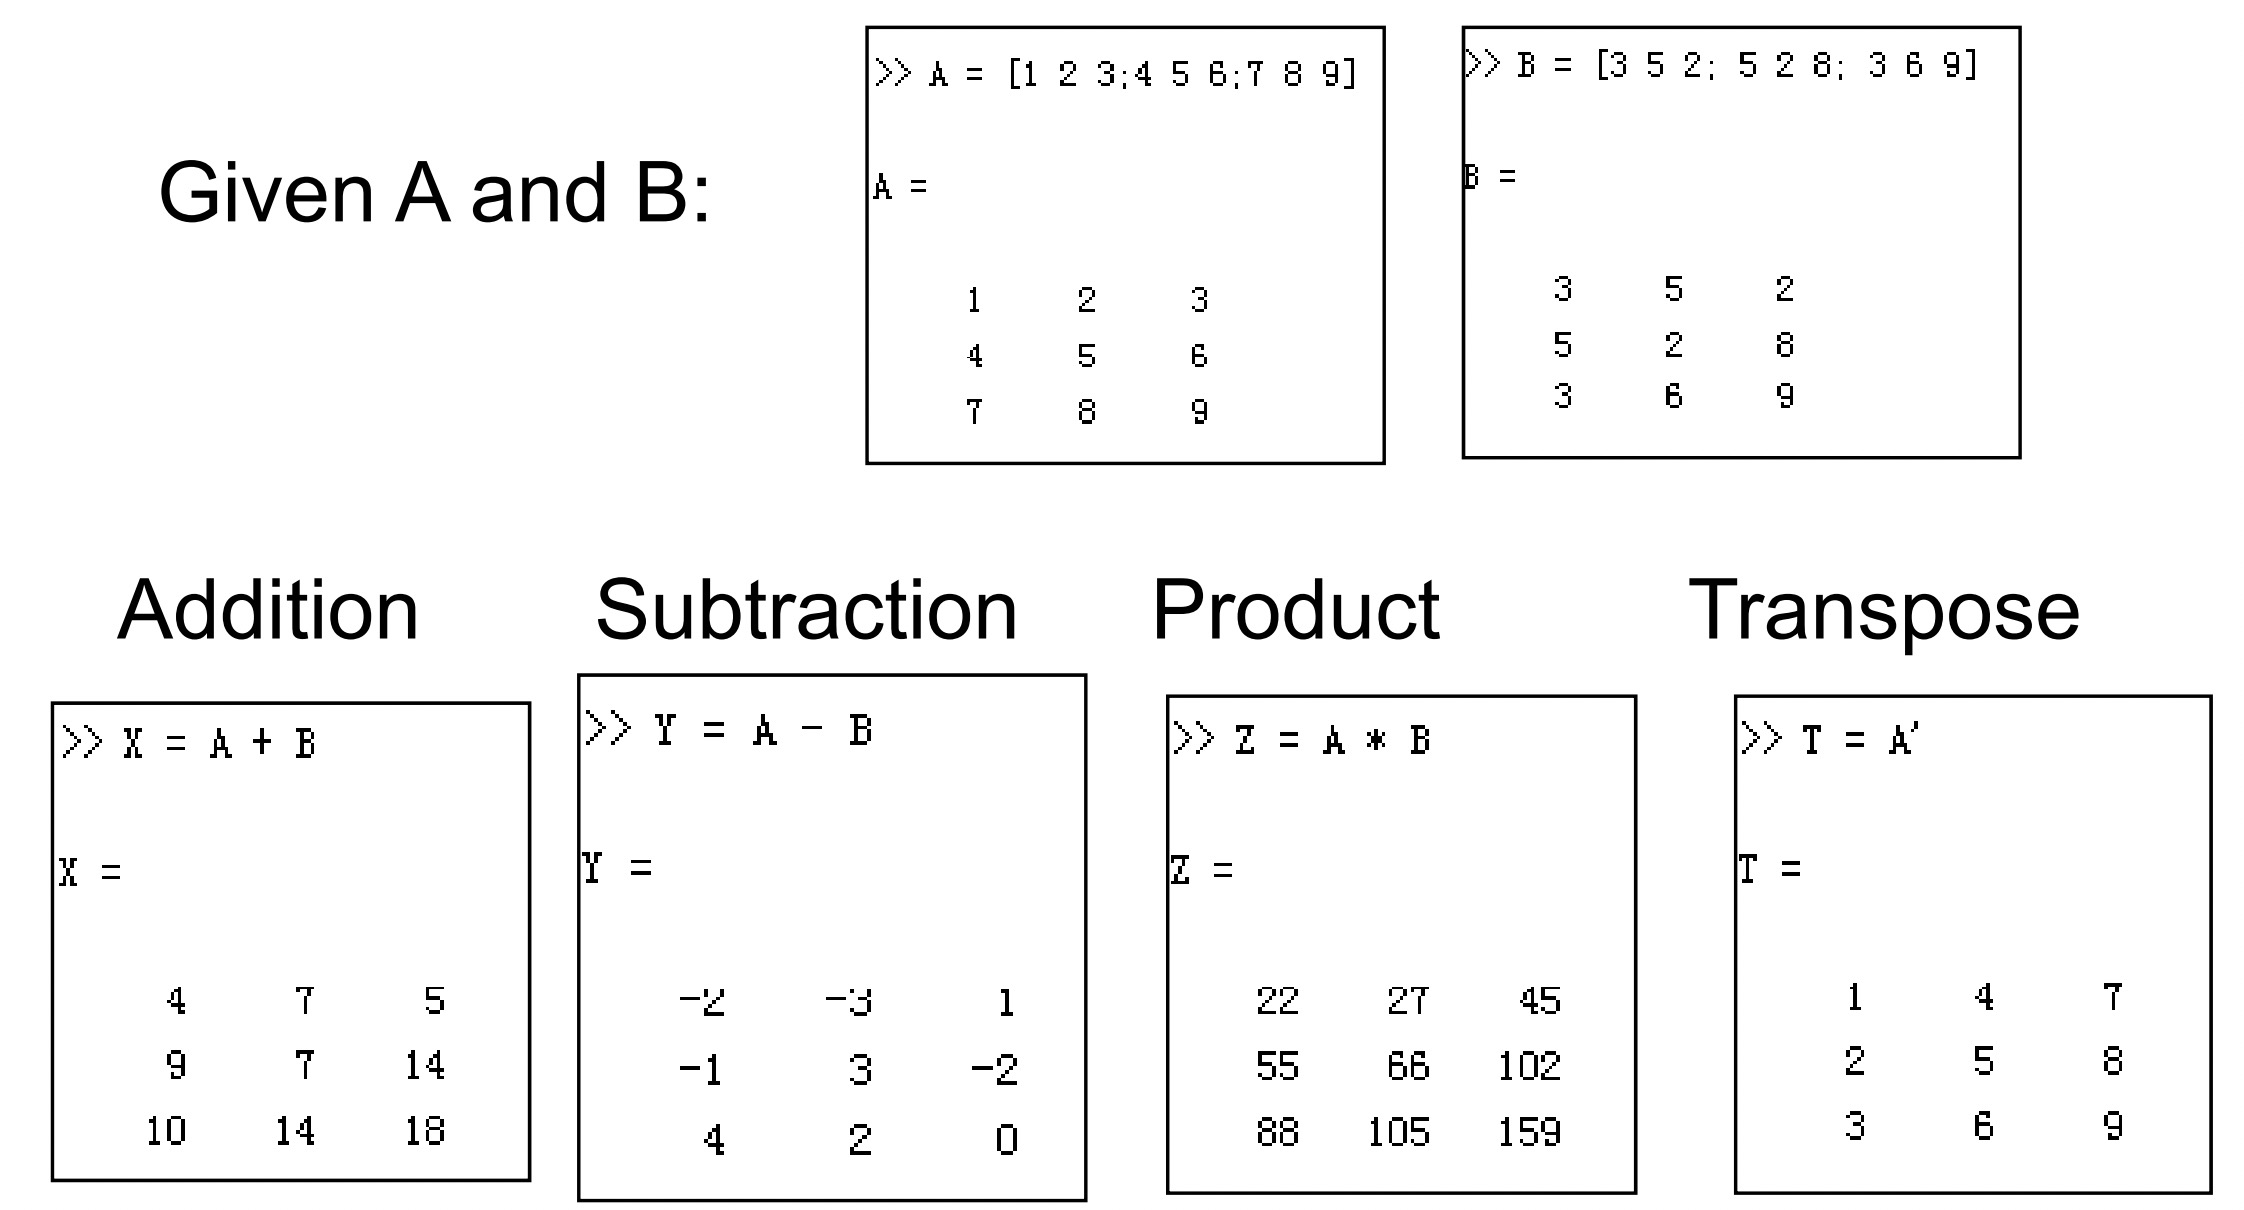 Given A and B:
>> A = [1 2 3;4 5 6;7 8 9]
A =
1 2 3
4 5 6
7 8 9
>> B = [3 5 2; 5 2 8; 3 6 9]
B =
3 5 2
5 2 8
3 6 9
Addition
>> X = A + B
X =
4 7 5
9 7 14
10 14 18
Subtraction
>> Y = A - B
Y =
-2 -3 1
-1 3 -2
4 2 0
Product
>> Z = A * B
Z =
22 27 45
55 66 102
88 105 159
Transpose
>> T = A'
T =
1 4 7
2 5 8
3 6 9